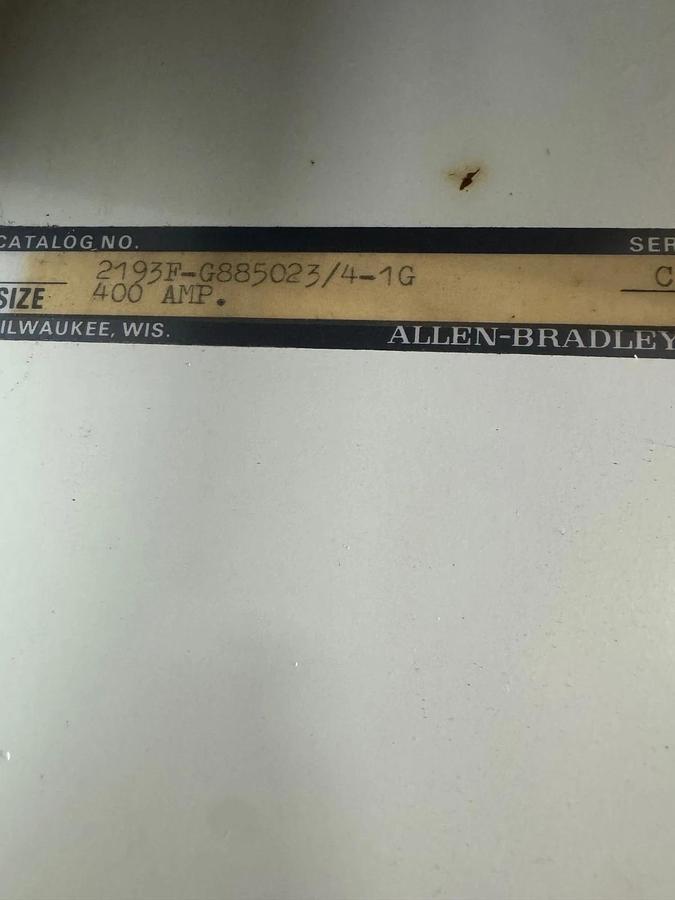 CATALOG NO. SER
2193F-G885023/4-1G C
SIZE 400 AMP.
ILWAUKEE, WIS. ALLEN-BRADLEY